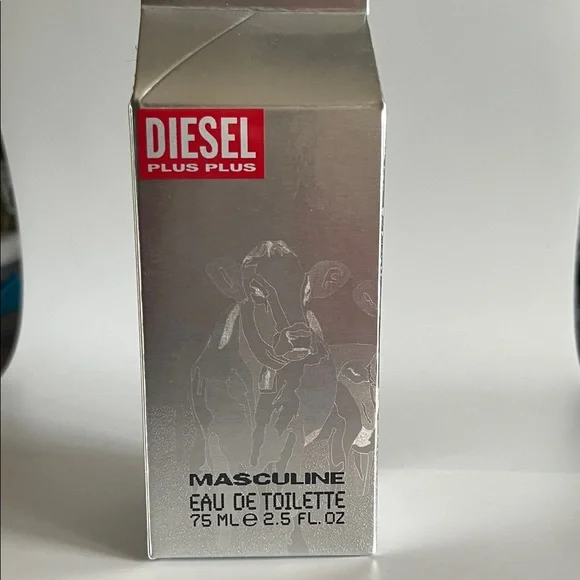 DIESEL
PLUS PLUS
MASCULINE
EAU DE TOILETTE
75 ML ℮ 2.5 FL. OZ